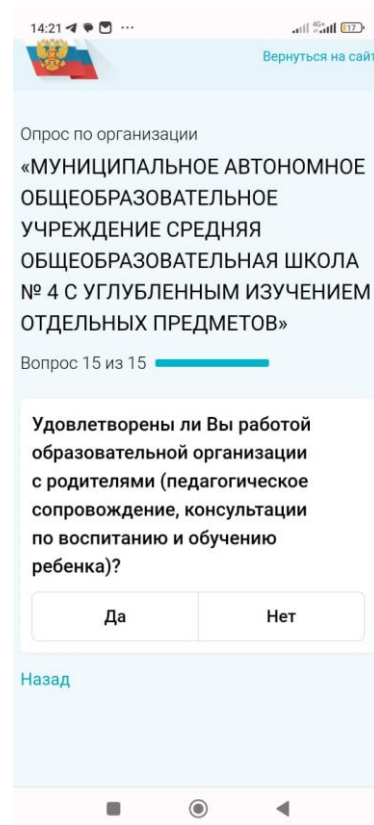 14:21
4G+
17
Вернуться на сайт
Опрос по организации
«МУНИЦИПАЛЬНОЕ АВТОНОМНОЕ
ОБЩЕОБРАЗОВАТЕЛЬНОЕ
УЧРЕЖДЕНИЕ СРЕДНЯЯ
ОБЩЕОБРАЗОВАТЕЛЬНАЯ ШКОЛА
№ 4 С УГЛУБЛЕННЫМ ИЗУЧЕНИЕМ
ОТДЕЛЬНЫХ ПРЕДМЕТОВ»
Вопрос 15 из 15
Удовлетворены ли Вы работой
образовательной организации
с родителями (педагогическое
сопровождение, консультации
по воспитанию и обучению
ребенка)?
Да Нет
Назад